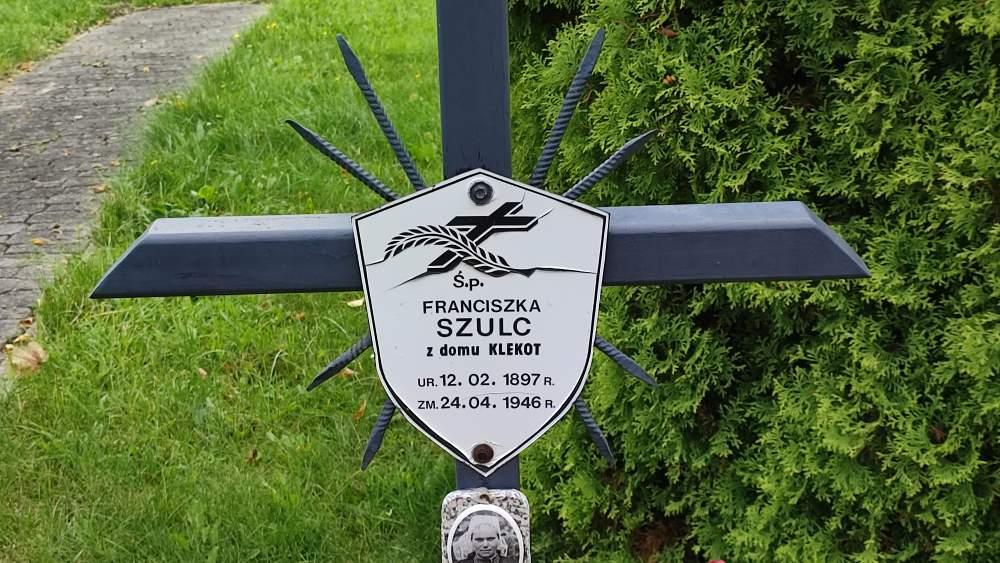 Ś.p.
FRANCISZKA
SZULC
z domu KLEKOT
UR. 12. 02. 1897 R.
ZM. 24. 04. 1946 R.